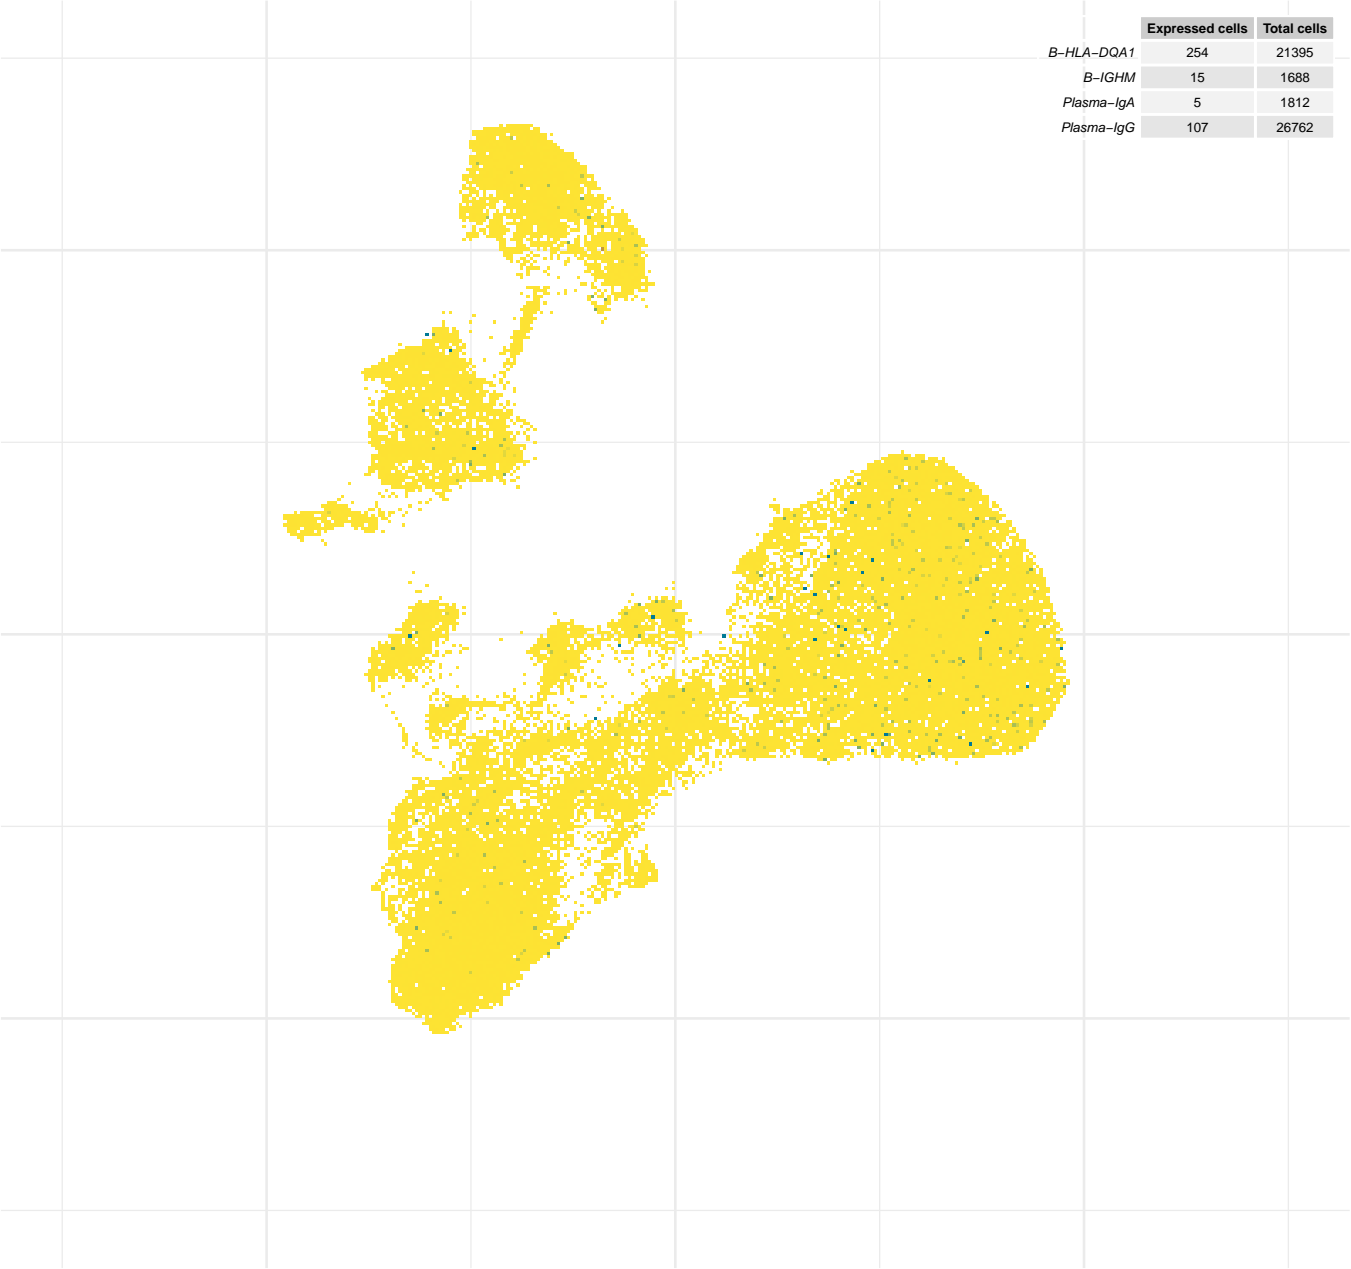 Expressed cells Total cells
B−HLA−DQA1 254 21395
B−IGHM 15 1688
Plasma−IgA 5 1812
Plasma−IgG 107 26762